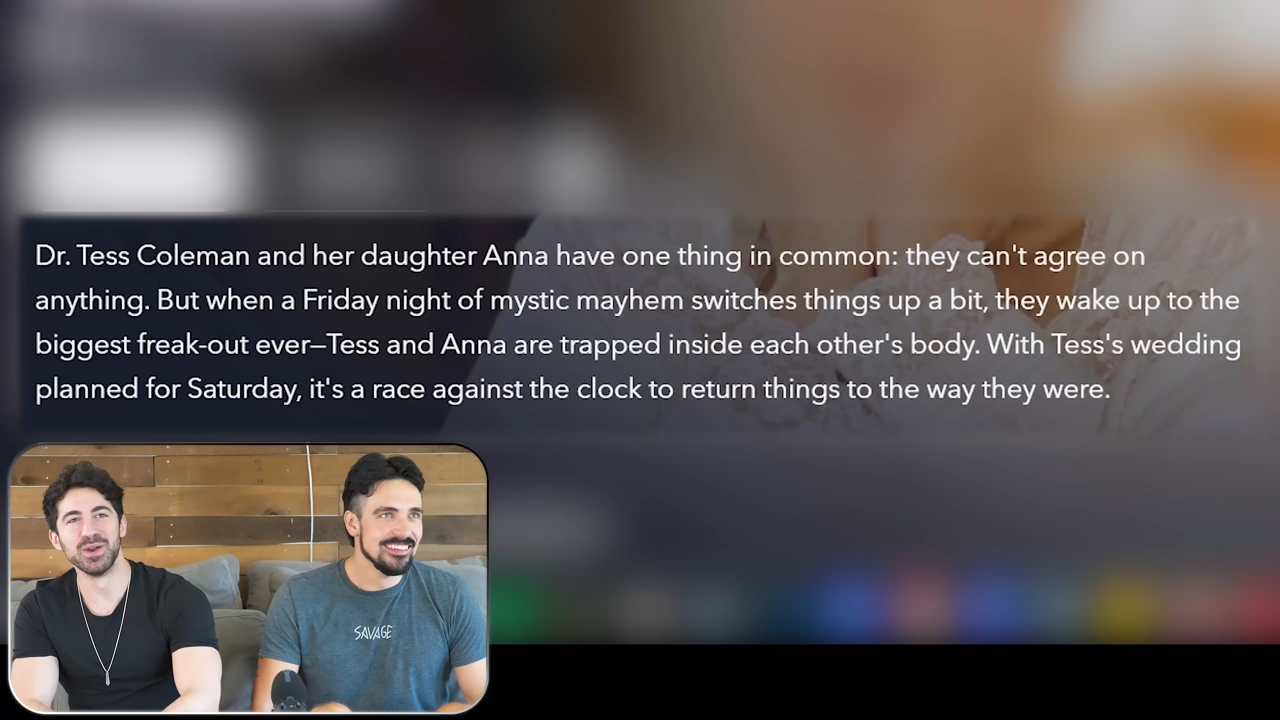 Dr. Tess Coleman and her daughter Anna have one thing in common: they can't agree on
anything. But when a Friday night of mystic mayhem switches things up a bit, they wake up to the
biggest freak-out ever—Tess and Anna are trapped inside each other's body. With Tess's wedding
planned for Saturday, it's a race against the clock to return things to the way they were.
SAVAGE